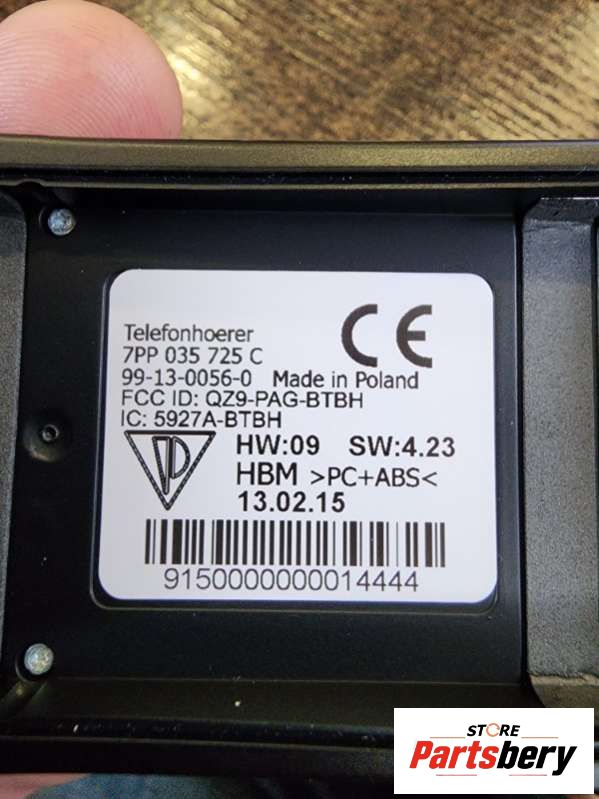 Telefonhoerer
7PP 035 725 C
99-13-0056-0 Made in Poland
FCC ID: QZ9-PAG-BTBH
IC: 5927A-BTBH
CE
HW:09 SW:4.23
HBM >PC+ABS<
13.02.15
9150000000014444
STORE
Partsbery